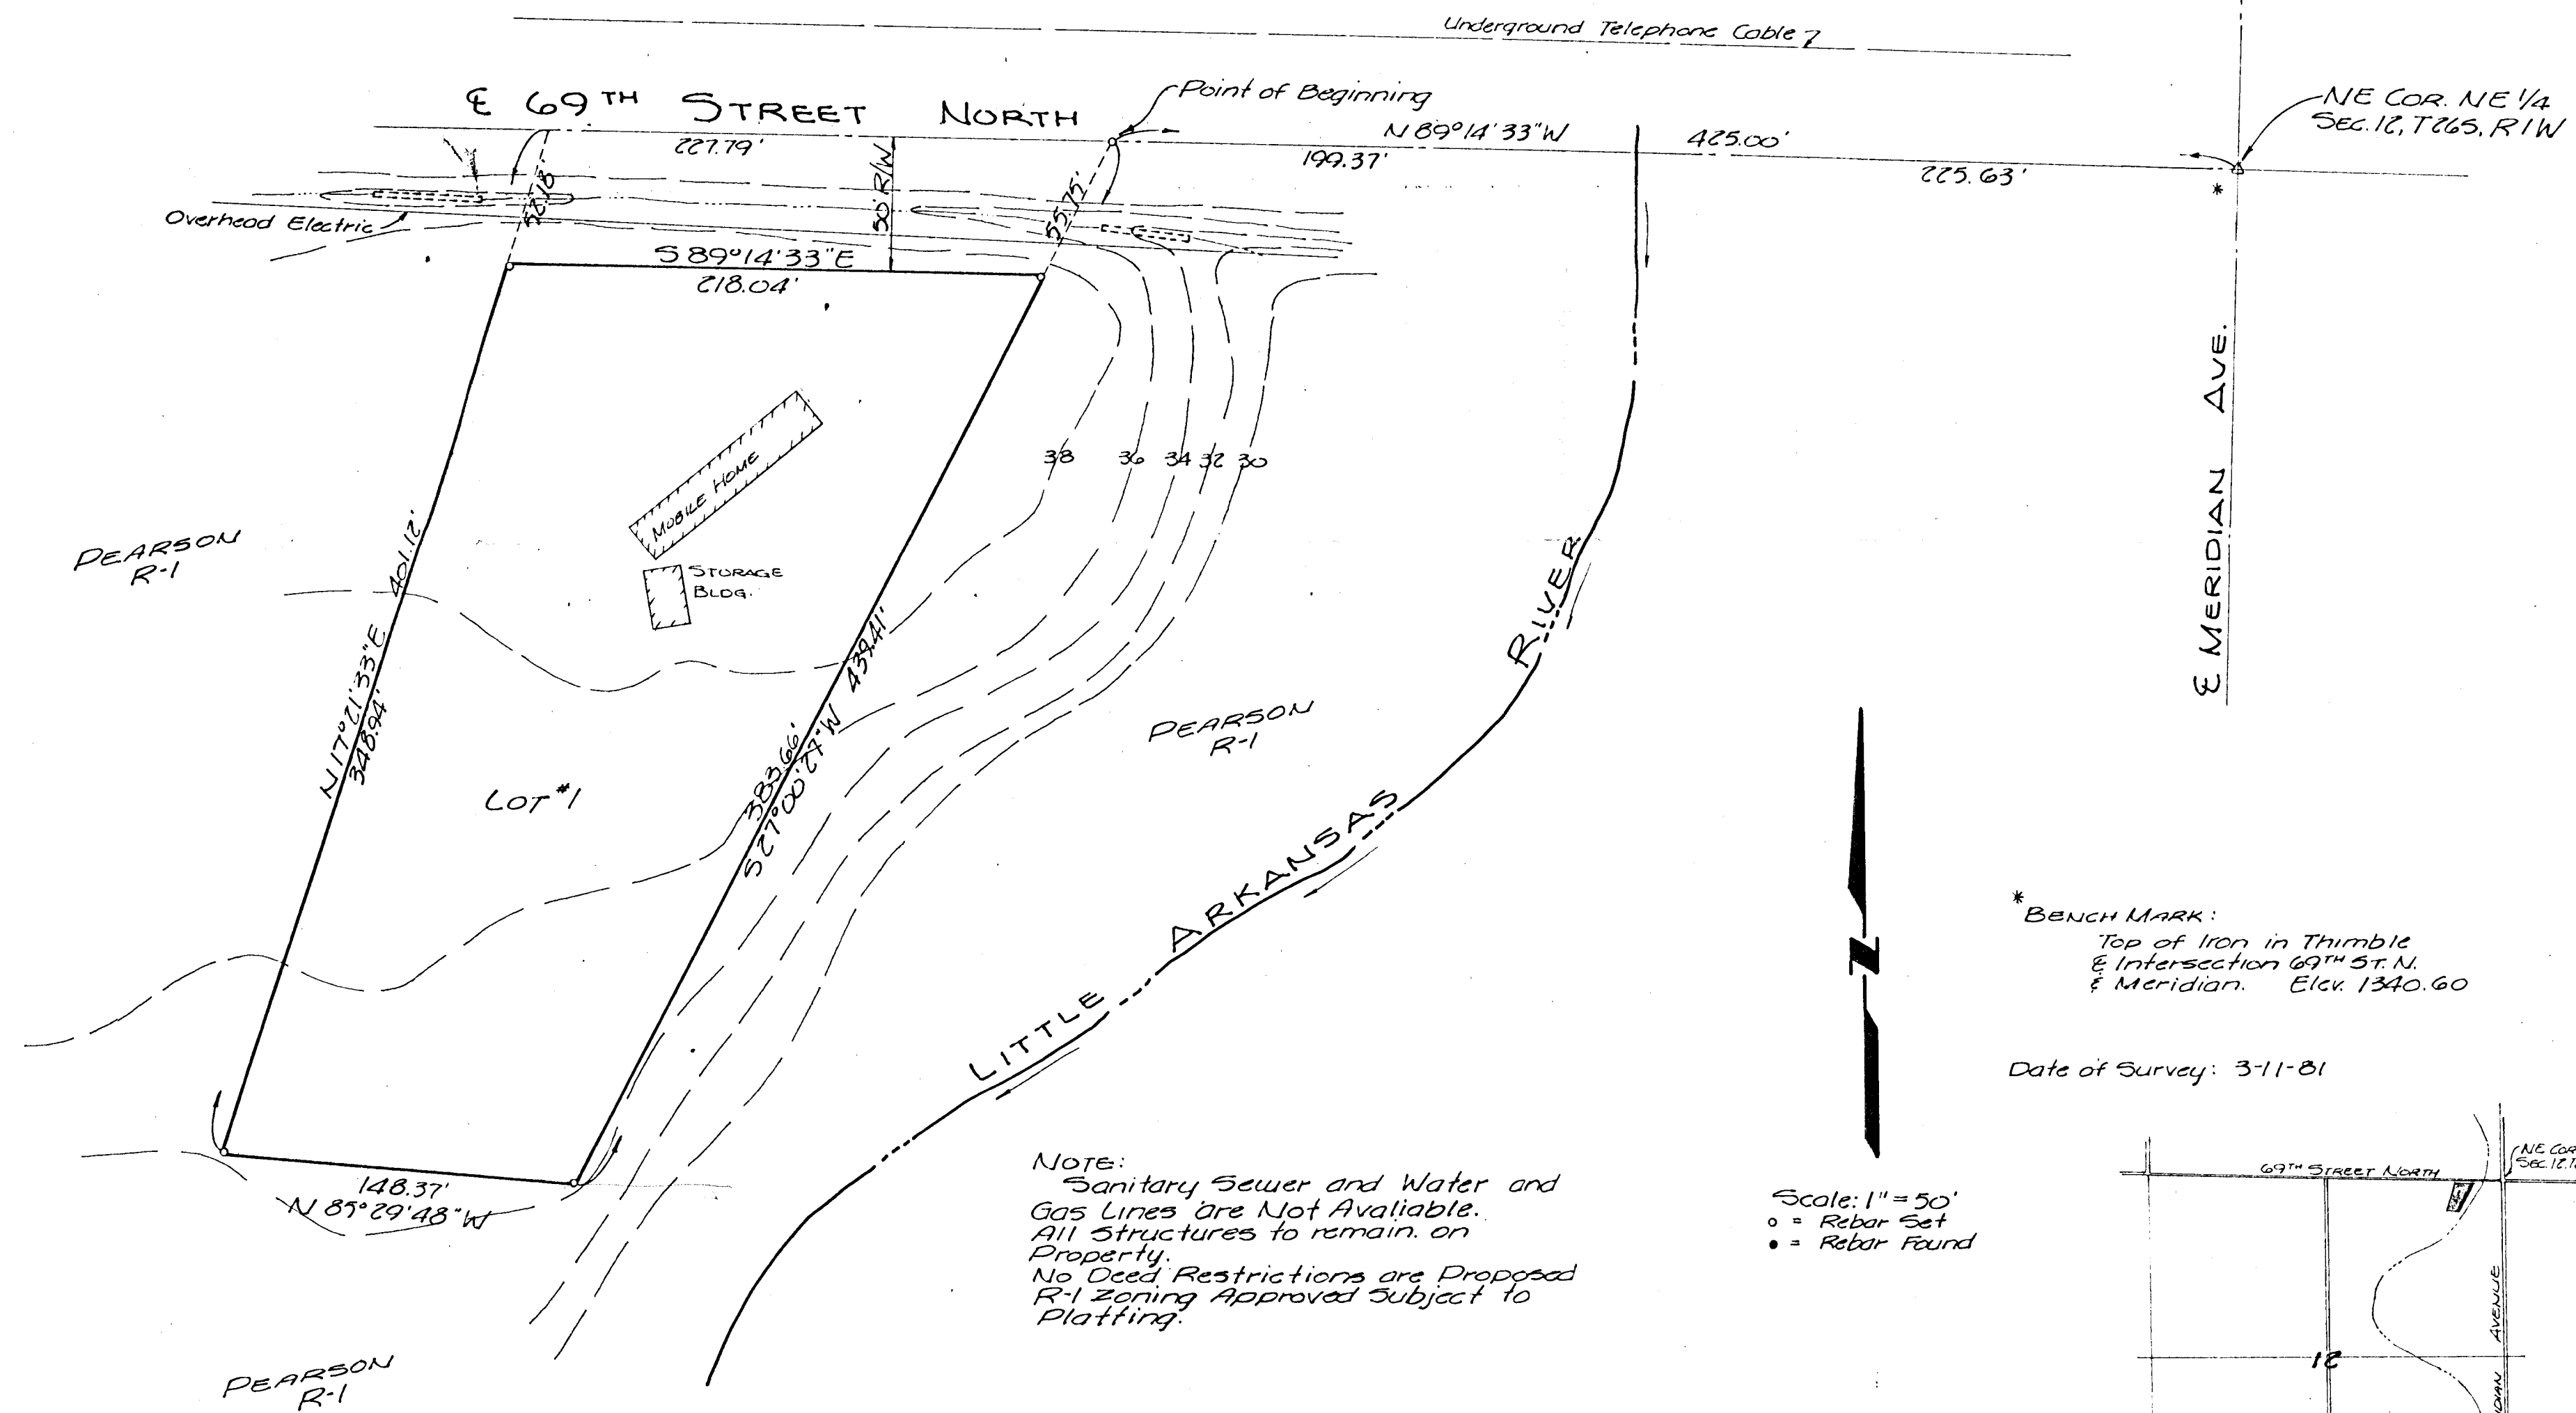 Underground Telephone Cable
℄ 69TH STREET NORTH
Point of Beginning
NE COR. NE 1/4
SEC. 12, T26S, R1W
N 89°14'33"W
425.00'
227.79'
199.37'
225.63'
52.18'
50' R/W
55.75'
Overhead Electric
S 89°14'33"E
218.04'
*
MOBILE HOME
STORAGE
BLDG.
38 36 34 32 30
PEARSON
R-1
401.12'
N 17°21'33"E
348.94'
439.41'
383.66'
S 27°00'27"W
LOT #1
PEARSON
R-1
LITTLE ARKANSAS RIVER
℄ MERIDIAN AVE.
N
148.37'
N 85°29'48"W
PEARSON
R-1
NOTE:
Sanitary Sewer and Water and
Gas Lines are Not Avaliable.
All Structures to remain on
Property.
No Deed Restrictions are Proposed
R-1 Zoning Approved Subject to
Platting.
* BENCH MARK:
Top of Iron in Thimble
℄ Intersection 69TH ST. N.
& Meridian. Elev. 1340.60
Date of Survey: 3-11-81
Scale: 1" = 50'
o = Rebar Set
● = Rebar Found
69TH STREET NORTH
NE COR
SEC. 12, T
12
AVENUE